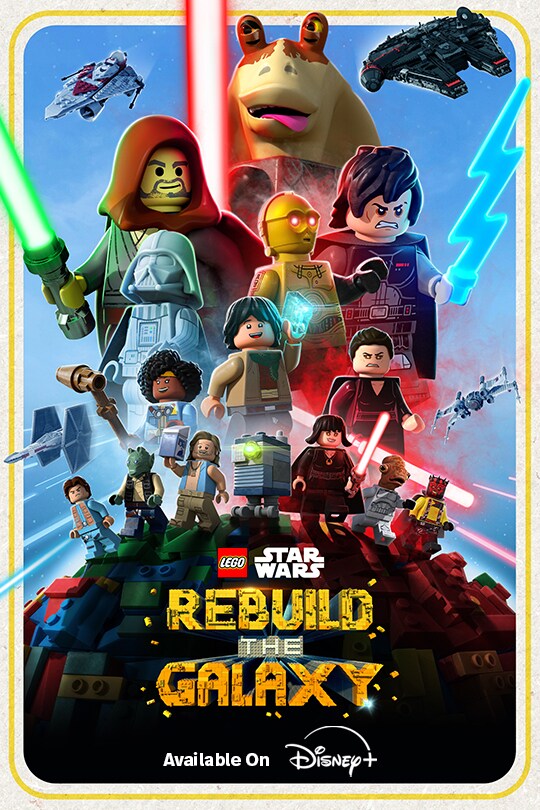 LEGO STAR WARS
REBUILD
THE
GALAXY
Available On Disney+